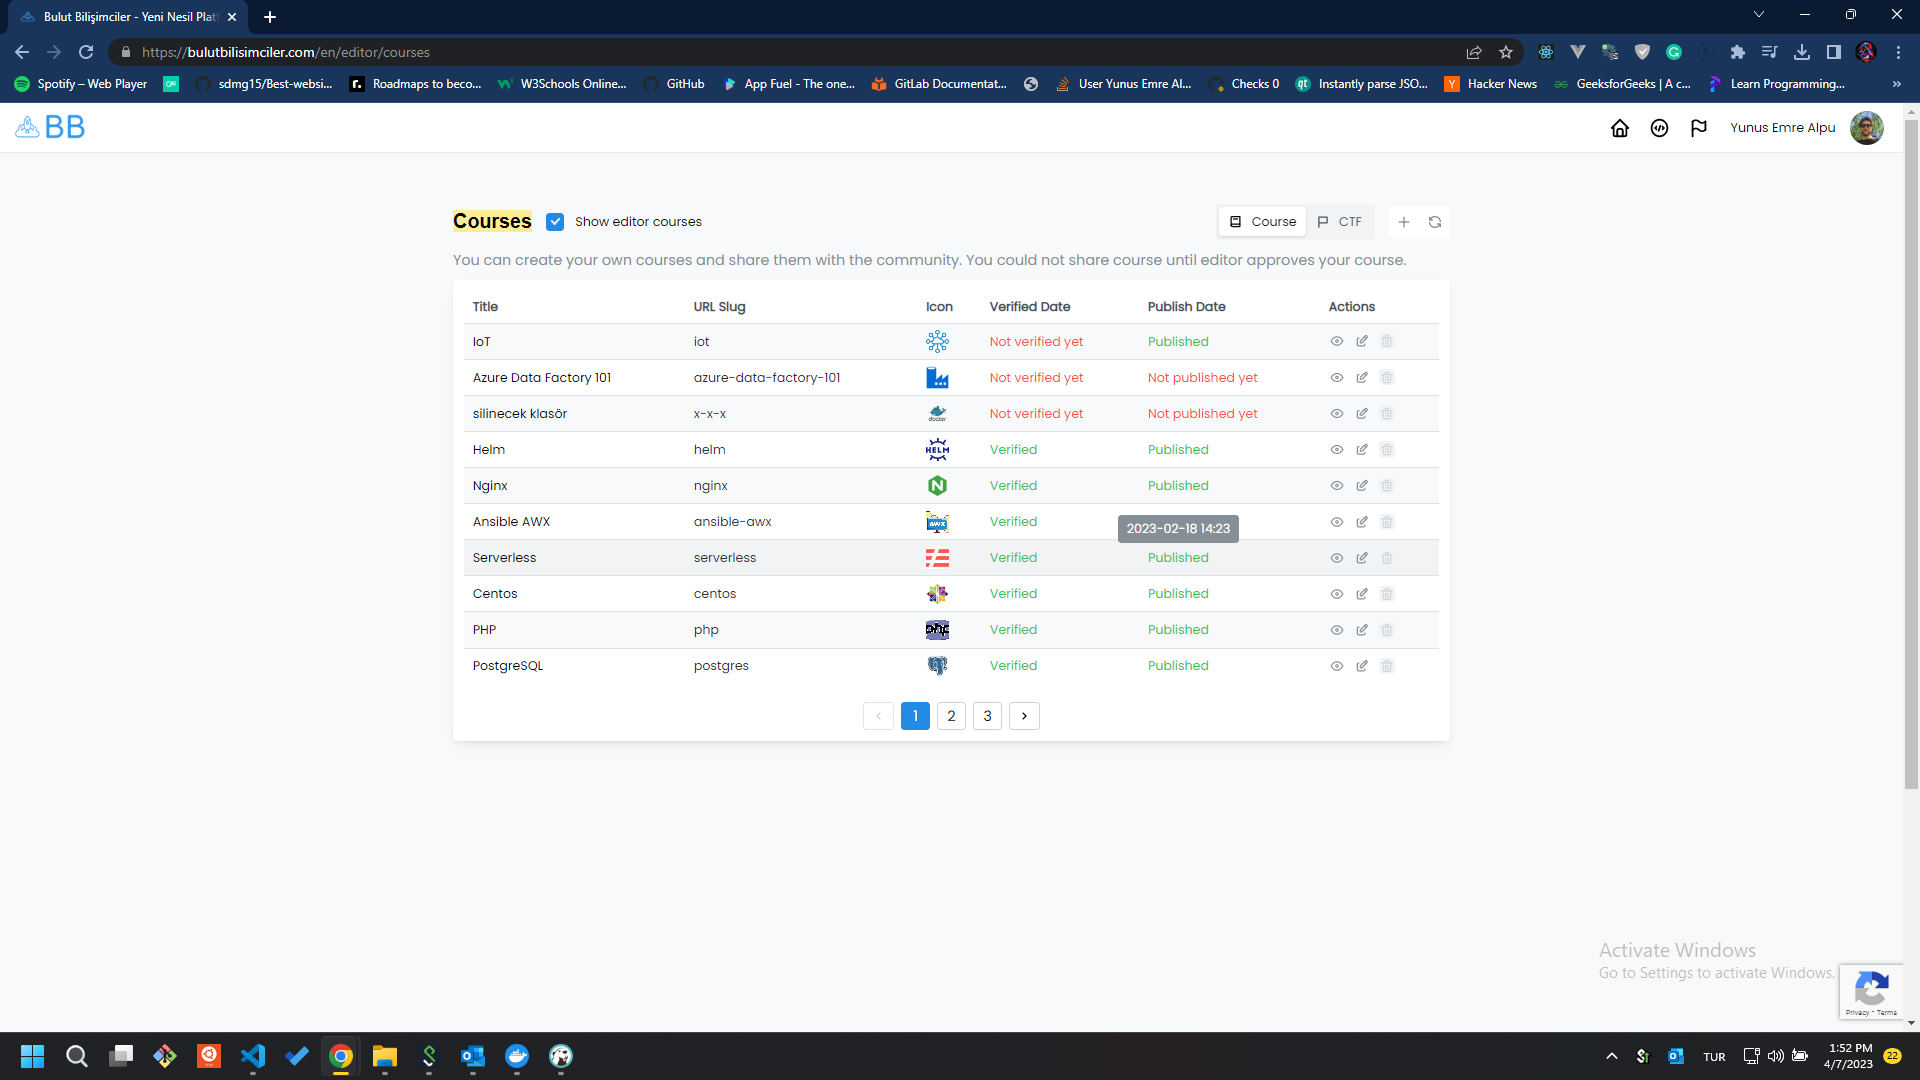 Bulut Bilişimciler - Yeni Nesil Plat
https://bulutbilisimciler.com/en/editor/courses
Spotify – Web Player
sdmg15/Best-websi...
Roadmaps to beco...
W3Schools Online...
GitHub
App Fuel - The one...
GitLab Documentat...
User Yunus Emre Al...
Checks 0
Instantly parse JSO...
Hacker News
GeeksforGeeks | A c...
Learn Programming...
»
BB
Yunus Emre Alpu
Courses
Show editor courses
Course
CTF
You can create your own courses and share them with the community. You could not share course until editor approves your course.
Title URL Slug Icon Verified Date Publish Date Actions
IoT iot Not verified yet Published
Azure Data Factory 101 azure-data-factory-101 Not verified yet Not published yet
silinecek klasör x-x-x docker Not verified yet Not published yet
Helm helm HELM Verified Published
Nginx nginx N Verified Published
Ansible AWX ansible-awx AWX Verified
2023-02-18 14:23
Serverless serverless Verified Published
Centos centos Verified Published
PHP php php Verified Published
PostgreSQL postgres Verified Published
1 2 3
Activate Windows
Go to Settings to activate Windows.
Privacy - Terms
TUR
1:52 PM
4/7/2023
22